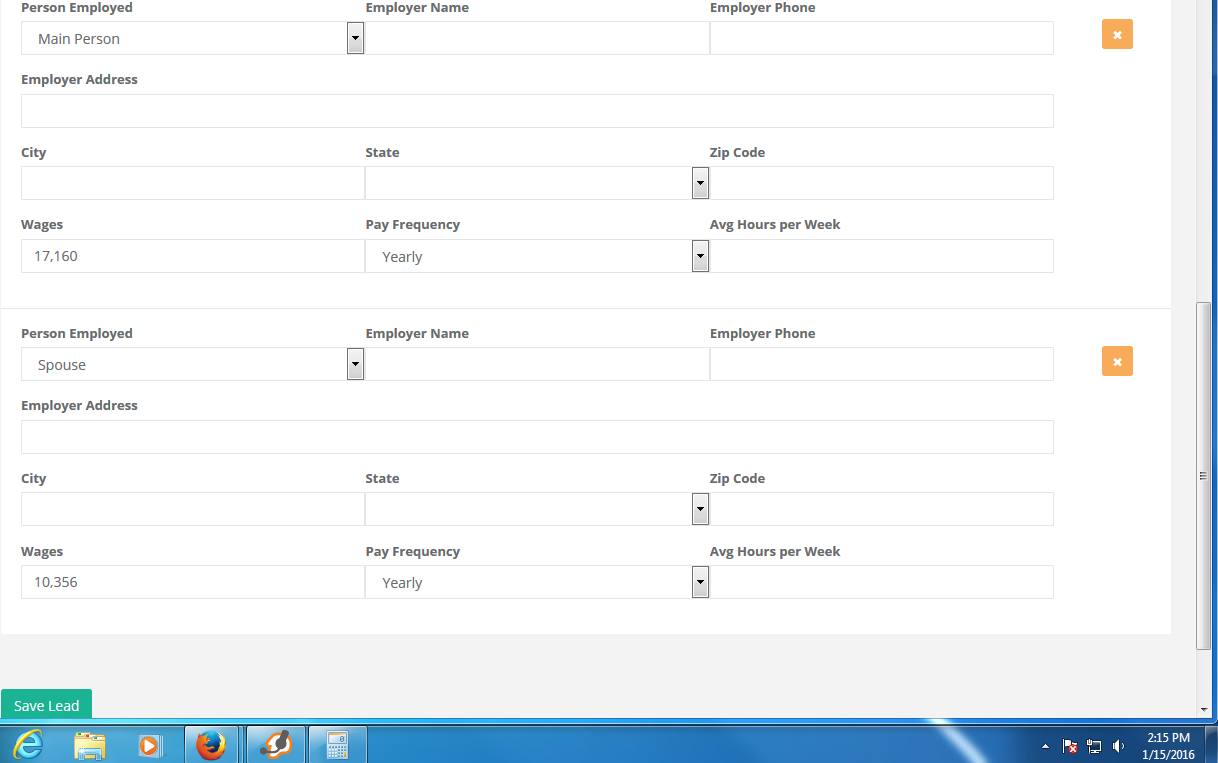 Person Employed Employer Name Employer Phone
Main Person
Employer Address
City State Zip Code
Wages Pay Frequency Avg Hours per Week
17,160 Yearly
Person Employed Employer Name Employer Phone
Spouse
Employer Address
City State Zip Code
Wages Pay Frequency Avg Hours per Week
10,356 Yearly
Save Lead
2:15 PM
1/15/2016